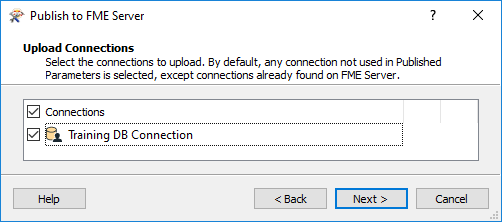 Publish to FME Server
?
Upload Connections
Select the connections to upload. By default, any connection not used in Published
Parameters is selected, except connections already found on FME Server.
Connections
Training DB Connection
Help
< Back
Next >
Cancel